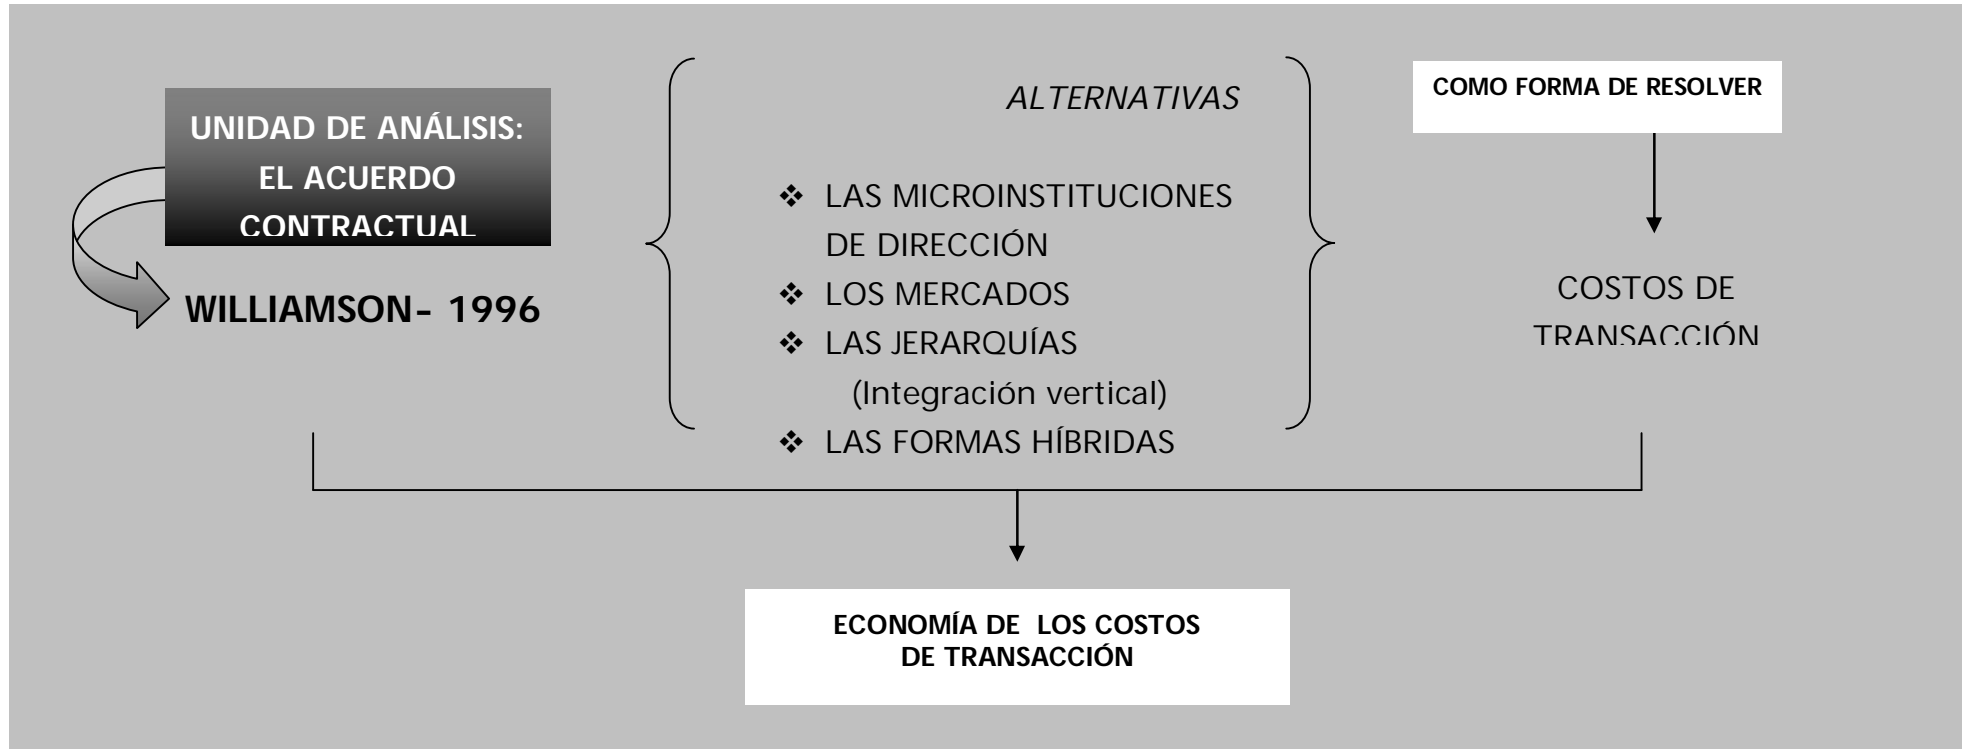 UNIDAD DE ANÁLISIS:
EL ACUERDO
CONTRACTUAL
WILLIAMSON- 1996
ALTERNATIVAS
❖ LAS MICROINSTITUCIONES
DE DIRECCIÓN
❖ LOS MERCADOS
❖ LAS JERARQUÍAS
(Integración vertical)
❖ LAS FORMAS HÍBRIDAS
COMO FORMA DE RESOLVER
COSTOS DE
TRANSACCIÓN
ECONOMÍA DE LOS COSTOS
DE TRANSACCIÓN